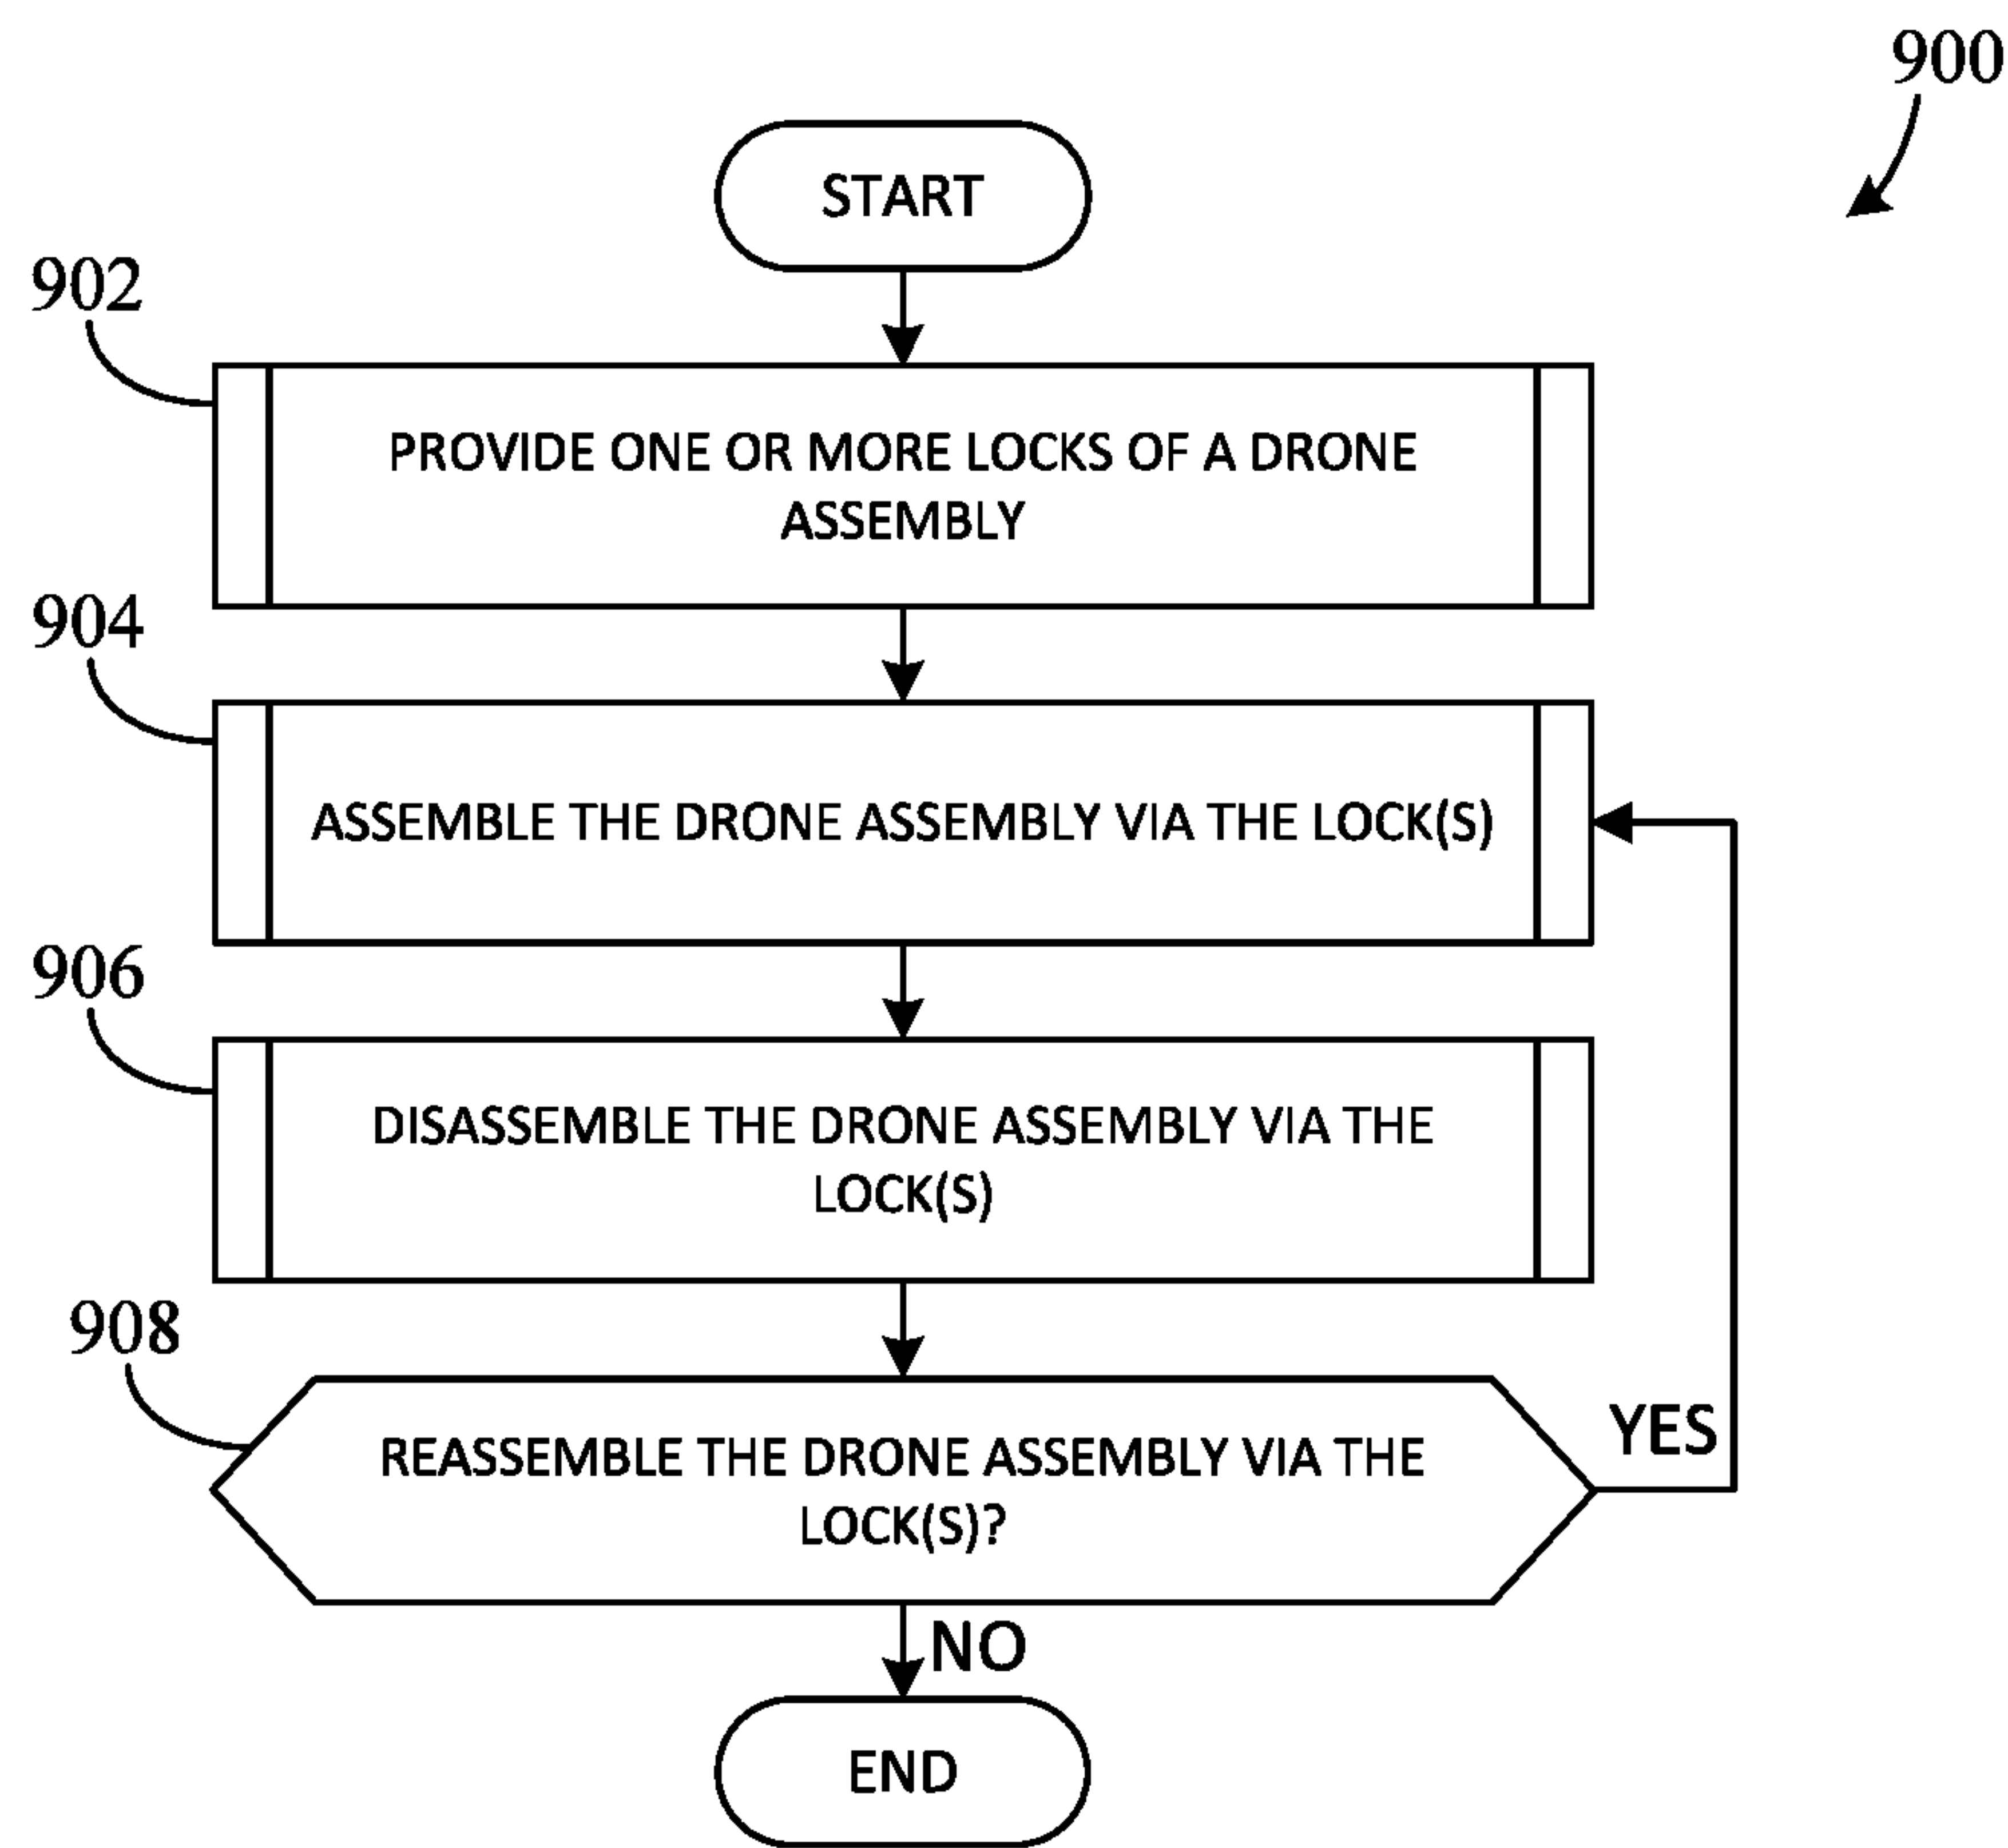 900
START
902
PROVIDE ONE OR MORE LOCKS OF A DRONE
ASSEMBLY
904
ASSEMBLE THE DRONE ASSEMBLY VIA THE LOCK(S)
906
DISASSEMBLE THE DRONE ASSEMBLY VIA THE
LOCK(S)
908
REASSEMBLE THE DRONE ASSEMBLY VIA THE
LOCK(S)?
YES
NO
END